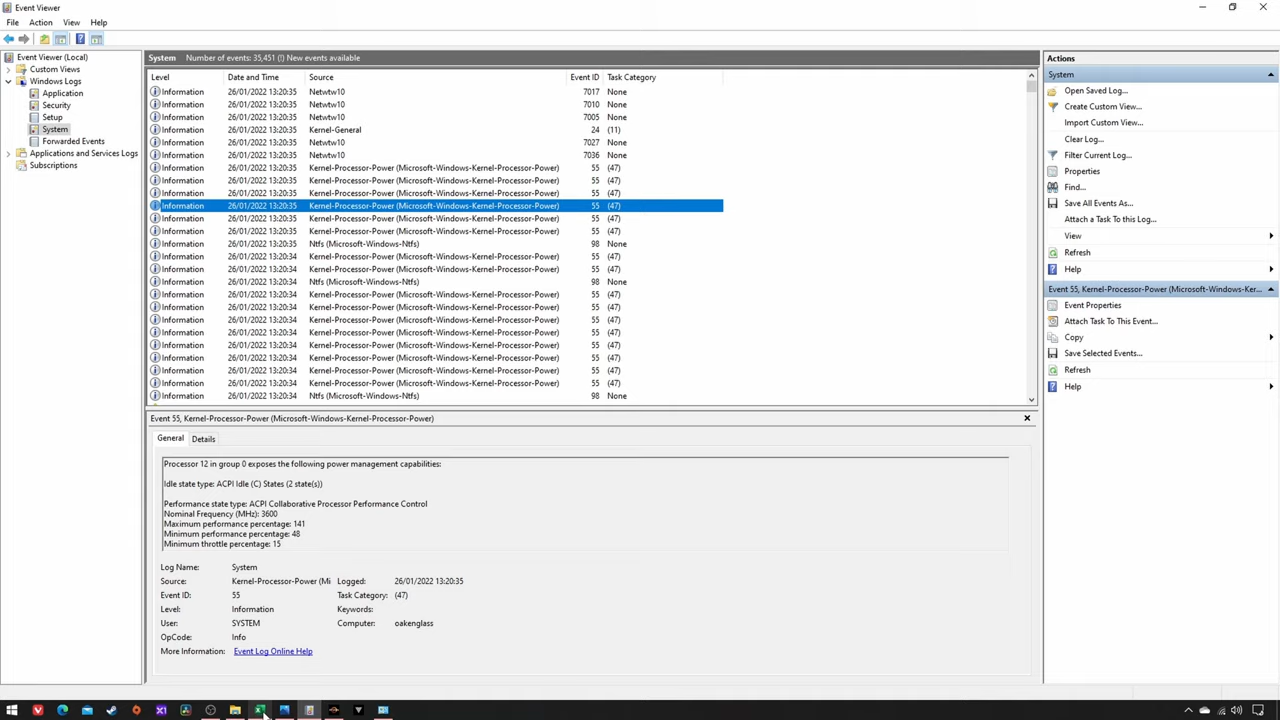 Event Viewer
File Action View Help
Event Viewer (Local)
Custom Views
Windows Logs
Application
Security
Setup
System
Forwarded Events
Applications and Services Logs
Subscriptions
System Number of events: 35,451 (!) New events available
Level Date and Time Source Event ID Task Category
Information 26/01/2022 13:20:35 Netwtw10 7017 None
Information 26/01/2022 13:20:35 Netwtw10 7010 None
Information 26/01/2022 13:20:35 Netwtw10 7005 None
Information 26/01/2022 13:20:35 Kernel-General 24 (11)
Information 26/01/2022 13:20:35 Netwtw10 7027 None
Information 26/01/2022 13:20:35 Netwtw10 7036 None
Information 26/01/2022 13:20:35 Kernel-Processor-Power (Microsoft-Windows-Kernel-Processor-Power) 55 (47)
Information 26/01/2022 13:20:35 Kernel-Processor-Power (Microsoft-Windows-Kernel-Processor-Power) 55 (47)
Information 26/01/2022 13:20:35 Kernel-Processor-Power (Microsoft-Windows-Kernel-Processor-Power) 55 (47)
Information 26/01/2022 13:20:35 Kernel-Processor-Power (Microsoft-Windows-Kernel-Processor-Power) 55 (47)
Information 26/01/2022 13:20:35 Kernel-Processor-Power (Microsoft-Windows-Kernel-Processor-Power) 55 (47)
Information 26/01/2022 13:20:35 Kernel-Processor-Power (Microsoft-Windows-Kernel-Processor-Power) 55 (47)
Information 26/01/2022 13:20:35 Ntfs (Microsoft-Windows-Ntfs) 98 None
Information 26/01/2022 13:20:34 Kernel-Processor-Power (Microsoft-Windows-Kernel-Processor-Power) 55 (47)
Information 26/01/2022 13:20:34 Kernel-Processor-Power (Microsoft-Windows-Kernel-Processor-Power) 55 (47)
Information 26/01/2022 13:20:34 Ntfs (Microsoft-Windows-Ntfs) 98 None
Information 26/01/2022 13:20:34 Kernel-Processor-Power (Microsoft-Windows-Kernel-Processor-Power) 55 (47)
Information 26/01/2022 13:20:34 Kernel-Processor-Power (Microsoft-Windows-Kernel-Processor-Power) 55 (47)
Information 26/01/2022 13:20:34 Kernel-Processor-Power (Microsoft-Windows-Kernel-Processor-Power) 55 (47)
Information 26/01/2022 13:20:34 Kernel-Processor-Power (Microsoft-Windows-Kernel-Processor-Power) 55 (47)
Information 26/01/2022 13:20:34 Kernel-Processor-Power (Microsoft-Windows-Kernel-Processor-Power) 55 (47)
Information 26/01/2022 13:20:34 Kernel-Processor-Power (Microsoft-Windows-Kernel-Processor-Power) 55 (47)
Information 26/01/2022 13:20:34 Kernel-Processor-Power (Microsoft-Windows-Kernel-Processor-Power) 55 (47)
Information 26/01/2022 13:20:34 Kernel-Processor-Power (Microsoft-Windows-Kernel-Processor-Power) 55 (47)
Information 26/01/2022 13:20:34 Ntfs (Microsoft-Windows-Ntfs) 98 None
Event 55, Kernel-Processor-Power (Microsoft-Windows-Kernel-Processor-Power)
General Details
Processor 12 in group 0 exposes the following power management capabilities:
Idle state type: ACPI Idle (C) States (2 state(s))
Performance state type: ACPI Collaborative Processor Performance Control
Nominal Frequency (MHz): 3600
Maximum performance percentage: 141
Minimum performance percentage: 48
Minimum throttle percentage: 15
Log Name: System
Source: Kernel-Processor-Power (Mi Logged: 26/01/2022 13:20:35
Event ID: 55 Task Category: (47)
Level: Information Keywords:
User: SYSTEM Computer: oakenglass
OpCode: Info
More Information: Event Log Online Help
Actions
System
Open Saved Log...
Create Custom View...
Import Custom View...
Clear Log...
Filter Current Log...
Properties
Find...
Save All Events As...
Attach a Task To this Log...
View
Refresh
Help
Event 55, Kernel-Processor-Power (Microsoft-Windows-Ker...
Event Properties
Attach Task To This Event...
Copy
Save Selected Events...
Refresh
Help